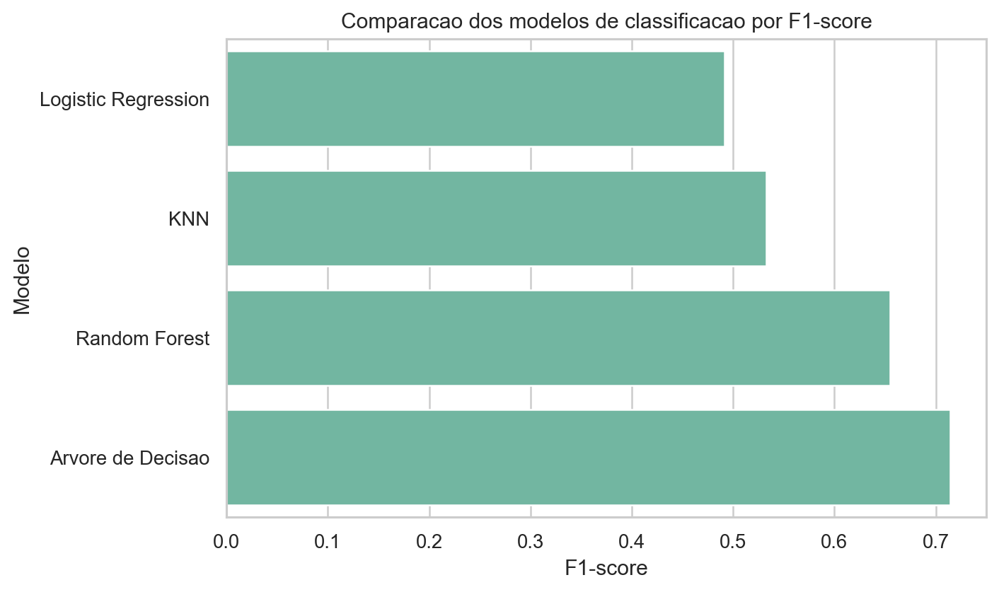 Comparacao dos modelos de classificacao por F1-score
Logistic Regression
KNN
Random Forest
Arvore de Decisao
Modelo
0.0 0.1 0.2 0.3 0.4 0.5 0.6 0.7
F1-score